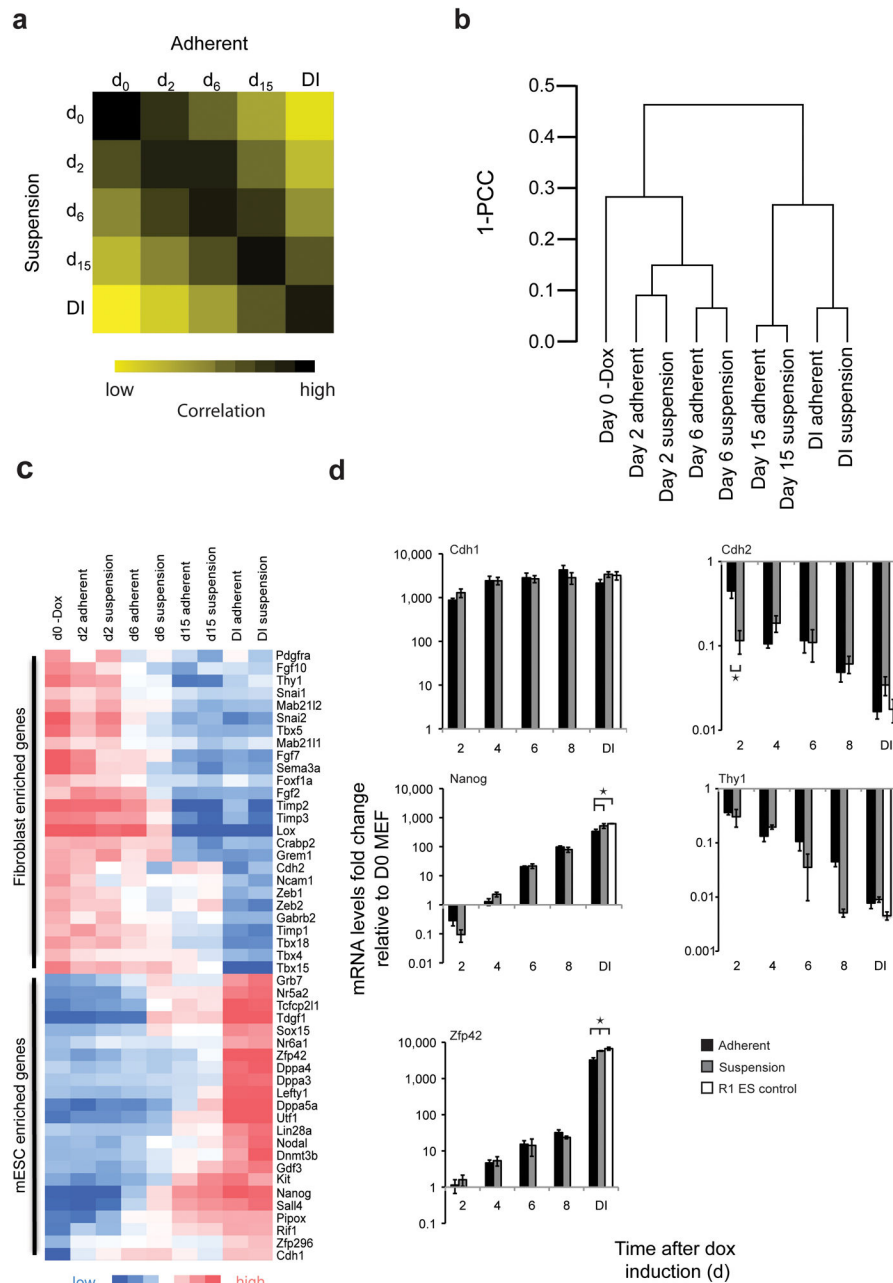 a
Adherent
d0 d2 d6 d15 DI
Suspension
d0
d2
d6
d15
DI
low high
Correlation
b
1-PCC
0.5
0.4
0.3
0.2
0.1
0.0
Day 0 -Dox
Day 2 adherent
Day 2 suspension
Day 6 adherent
Day 6 suspension
Day 15 adherent
Day 15 suspension
DI adherent
DI suspension
c
d0 -Dox
d2 adherent
d2 suspension
d6 adherent
d6 suspension
d15 adherent
d15 suspension
DI adherent
DI suspension
Fibroblast enriched genes
Pdgfra
Fgf10
Thy1
Snai1
Mab21l2
Snai2
Tbx5
Mab21l1
Fgf7
Sema3a
Foxf1a
Fgf2
Timp2
Timp3
Lox
Crabp2
Grem1
Cdh2
Ncam1
Zeb1
Zeb2
Gabrb2
Timp1
Tbx18
Tbx4
Tbx15
mESC enriched genes
Grb7
Nr5a2
Tcfcp2l1
Tdgf1
Sox15
Nr6a1
Zfp42
Dppa4
Dppa3
Lefty1
Dppa5a
Utf1
Lin28a
Nodal
Dnmt3b
Gdf3
Kit
Nanog
Sall4
Pipox
Rif1
Zfp296
Cdh1
low high
d
mRNA levels fold change
relative to D0 MEF
Cdh1
10,000
1,000
100
10
1
2 4 6 8 DI
Cdh2
1
0.1
0.01
★
2 4 6 8 DI
Nanog
10,000
1,000
100
10
1
0.1
0.01
★
2 4 6 8 DI
Thy1
1
0.1
0.01
0.001
2 4 6 8 DI
Zfp42
10,000
1,000
100
10
1
0.1
★
2 4 6 8 DI
Adherent
Suspension
R1 ES control
Time after dox
induction (d)